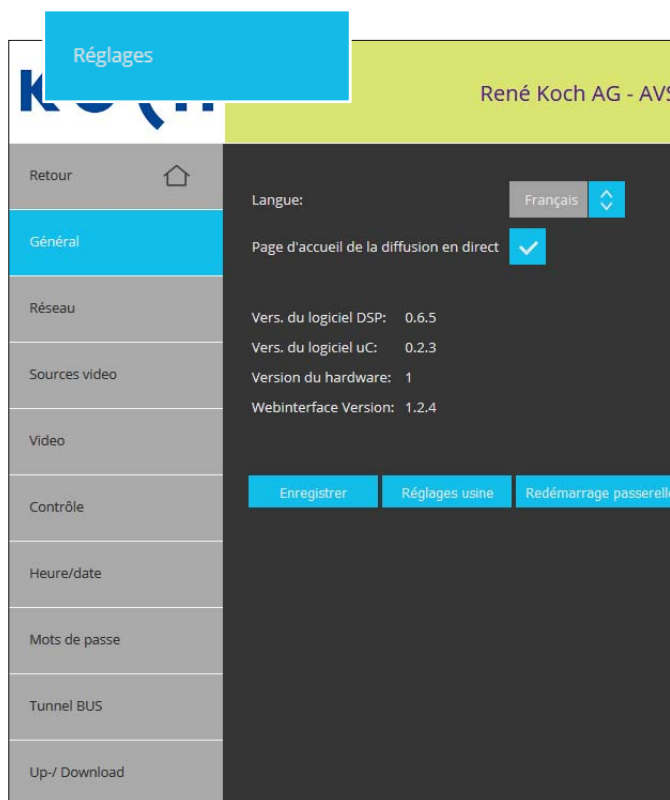 Réglages
René Koch AG - AVS
Retour
Général
Réseau
Sources video
Video
Contrôle
Heure/date
Mots de passe
Tunnel BUS
Up-/ Download
Langue:
Français
Page d'accueil de la diffusion en direct
Vers. du logiciel DSP: 0.6.5
Vers. du logiciel uC: 0.2.3
Version du hardware: 1
Webinterface Version: 1.2.4
Enregistrer
Réglages usine
Redémarrage passerelle